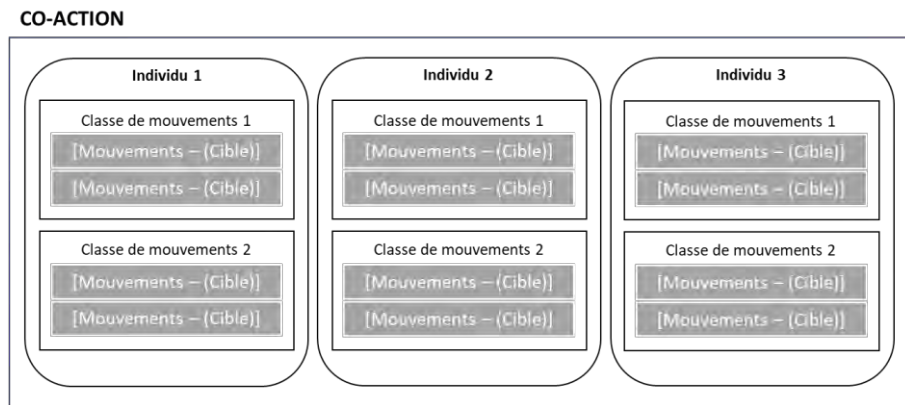 CO-ACTION
Individu 1
Classe de mouvements 1
[Mouvements – (Cible)]
[Mouvements – (Cible)]
Classe de mouvements 2
[Mouvements – (Cible)]
[Mouvements – (Cible)]
Individu 2
Classe de mouvements 1
[Mouvements – (Cible)]
[Mouvements – (Cible)]
Classe de mouvements 2
[Mouvements – (Cible)]
[Mouvements – (Cible)]
Individu 3
Classe de mouvements 1
[Mouvements – (Cible)]
[Mouvements – (Cible)]
Classe de mouvements 2
[Mouvements – (Cible)]
[Mouvements – (Cible)]